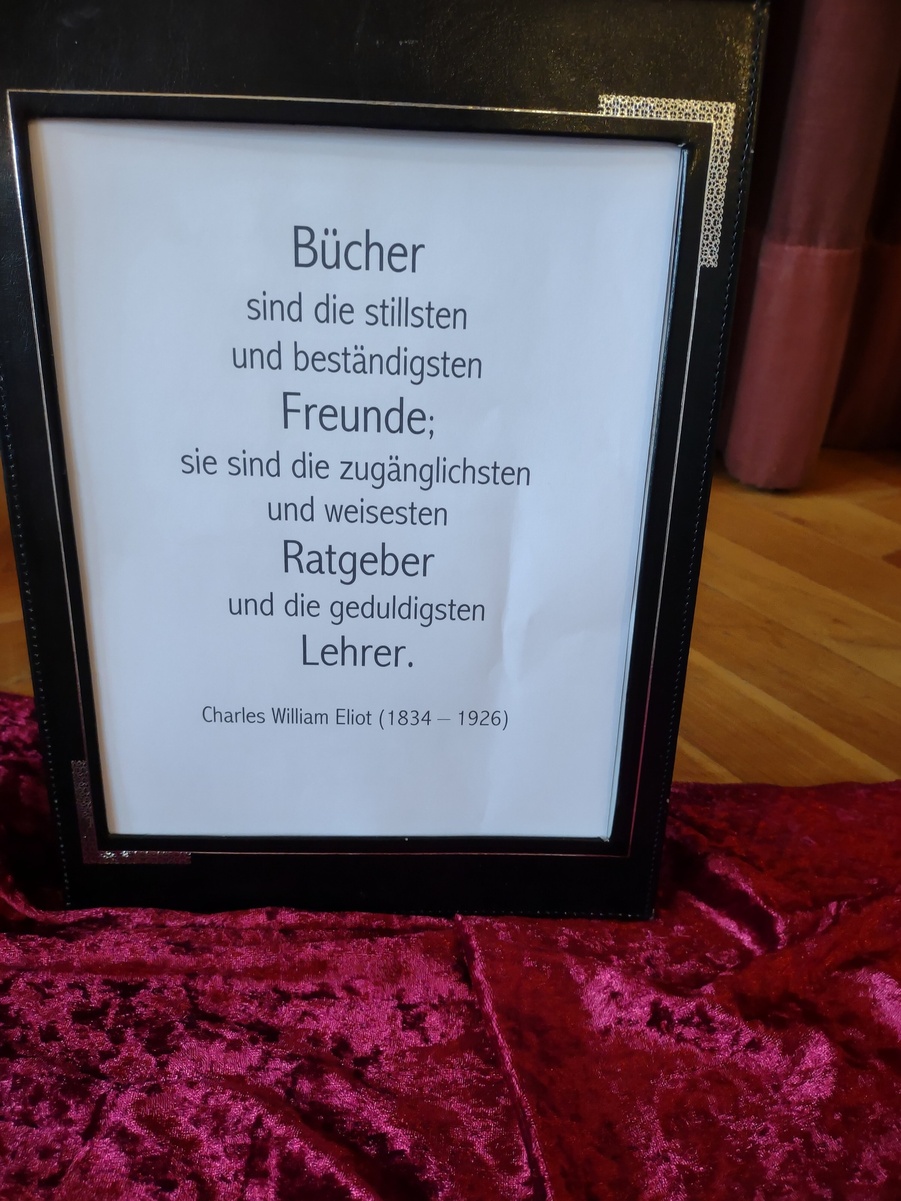 Bücher
sind die stillsten
und beständigsten
Freunde;
sie sind die zugänglichsten
und weisesten
Ratgeber
und die geduldigsten
Lehrer.
Charles William Eliot (1834 – 1926)